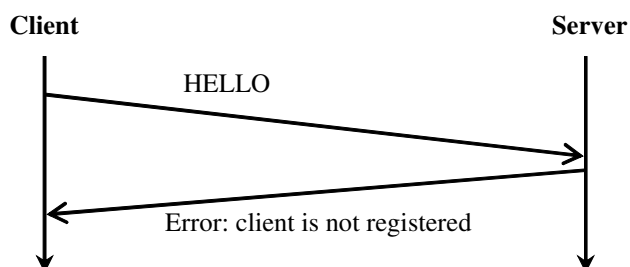 Client
Server
HELLO
Error: client is not registered